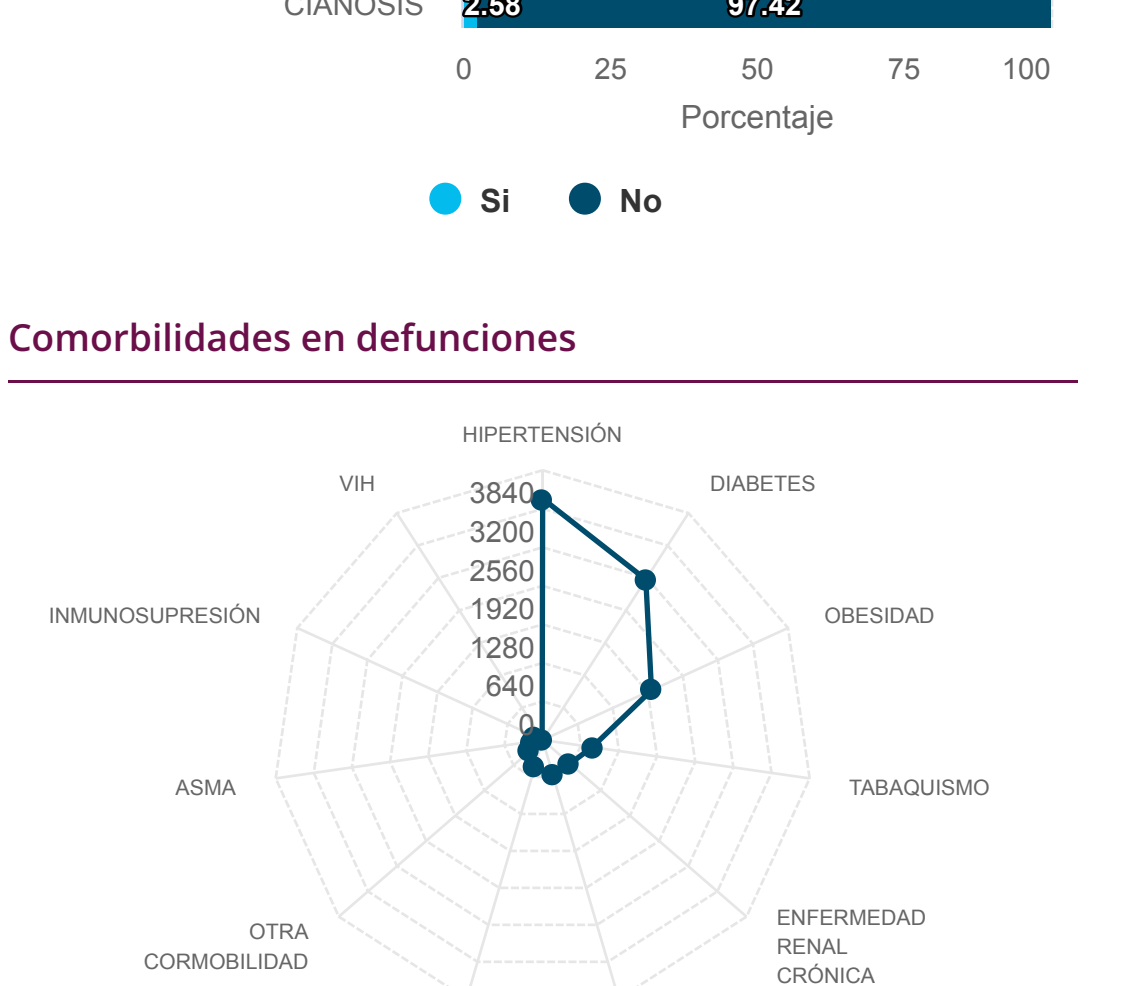 CIANOSIS
2.58
97.42
0 25 50 75 100
Porcentaje
Si No
Comorbilidades en defunciones
HIPERTENSIÓN
VIH
DIABETES
3840
3200
2560
1920
1280
640
0
INMUNOSUPRESIÓN
OBESIDAD
ASMA
TABAQUISMO
OTRA
CORMOBILIDAD
ENFERMEDAD
RENAL
CRÓNICA